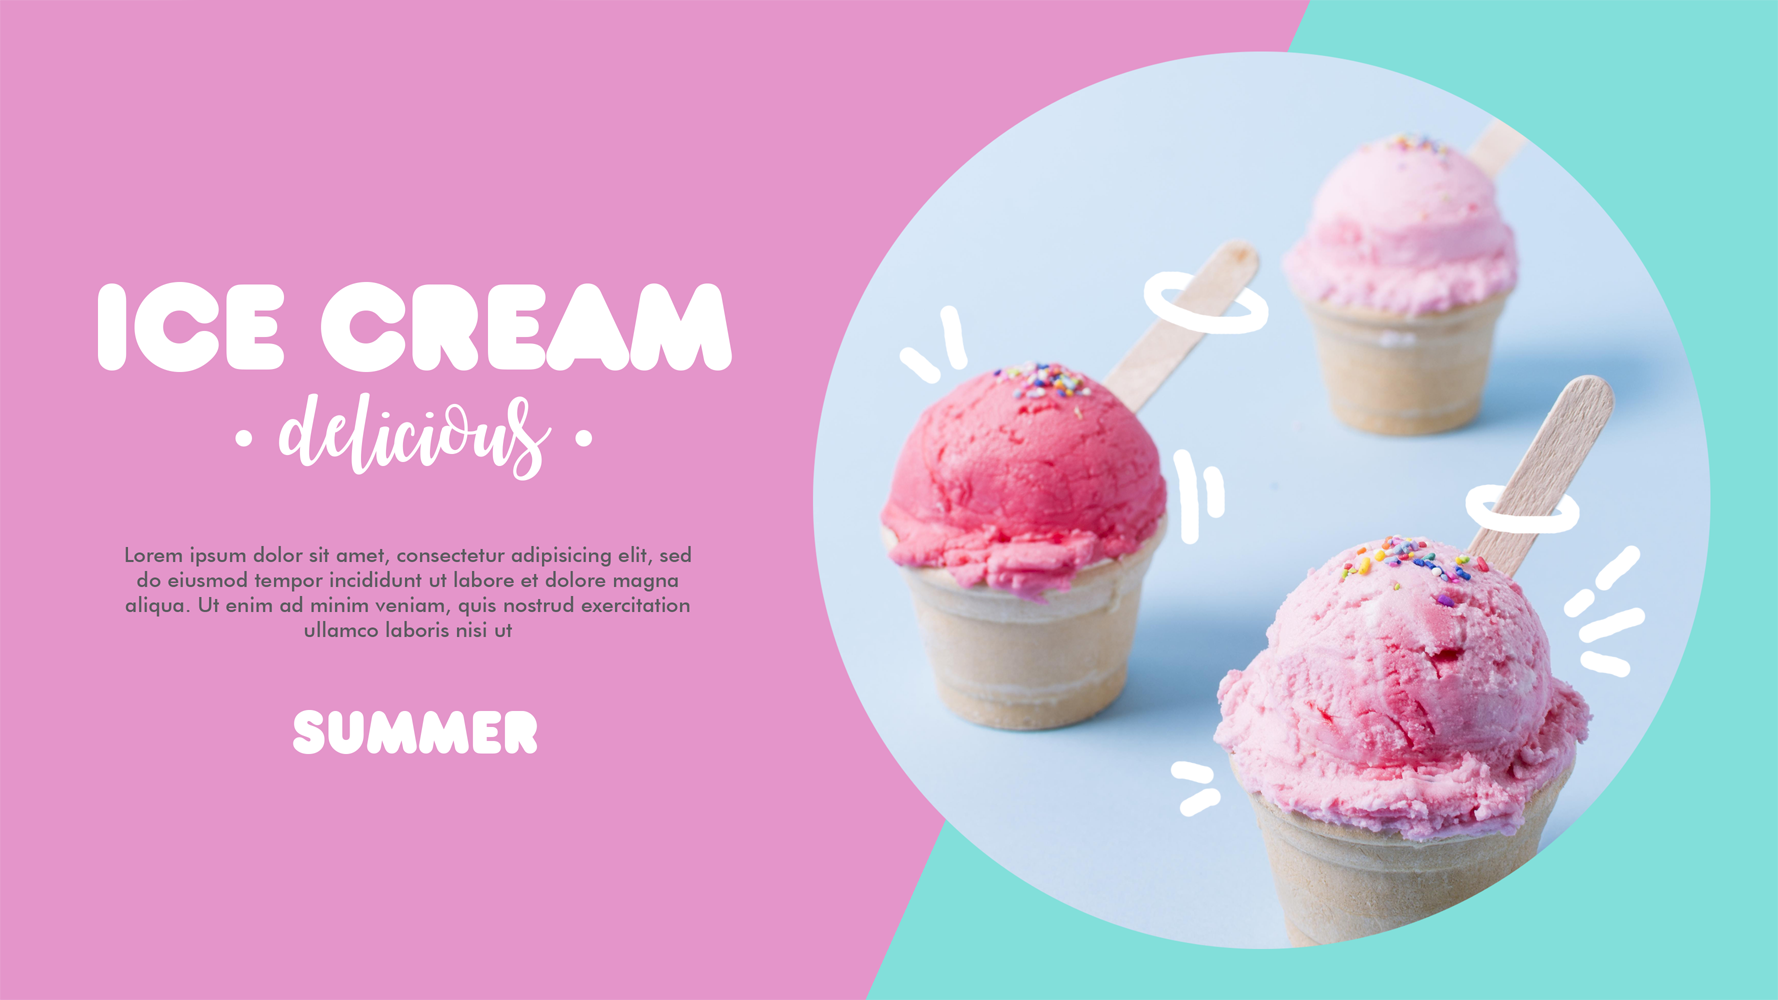 ICE CREAM
• delicious •
Lorem ipsum dolor sit amet, consectetur adipisicing elit, sed
do eiusmod tempor incididunt ut labore et dolore magna
aliqua. Ut enim ad minim veniam, quis nostrud exercitation
ullamco laboris nisi ut
SUMMER